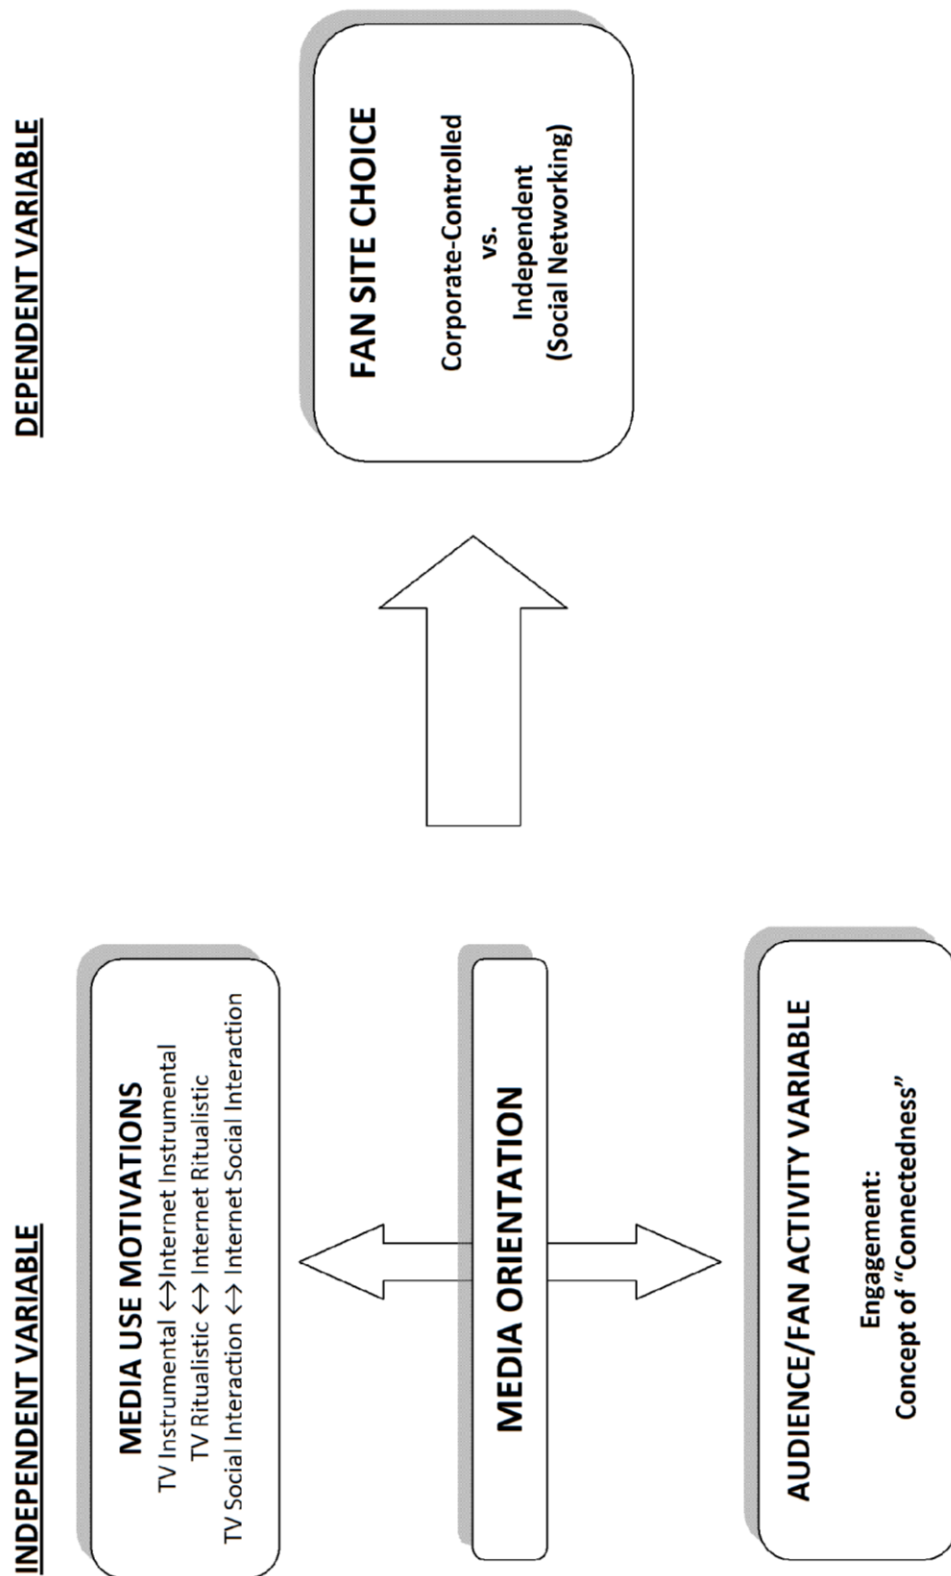 INDEPENDENT VARIABLE
MEDIA USE MOTIVATIONS
TV Instrumental ↔Internet Instrumental
TV Ritualistic ↔ Internet Ritualistic
TV Social Interaction ↔ Internet Social Interaction
MEDIA ORIENTATION
AUDIENCE/FAN ACTIVITY VARIABLE
Engagement:
Concept of “Connectedness”
DEPENDENT VARIABLE
FAN SITE CHOICE
Corporate-Controlled
vs.
Independent
(Social Networking)